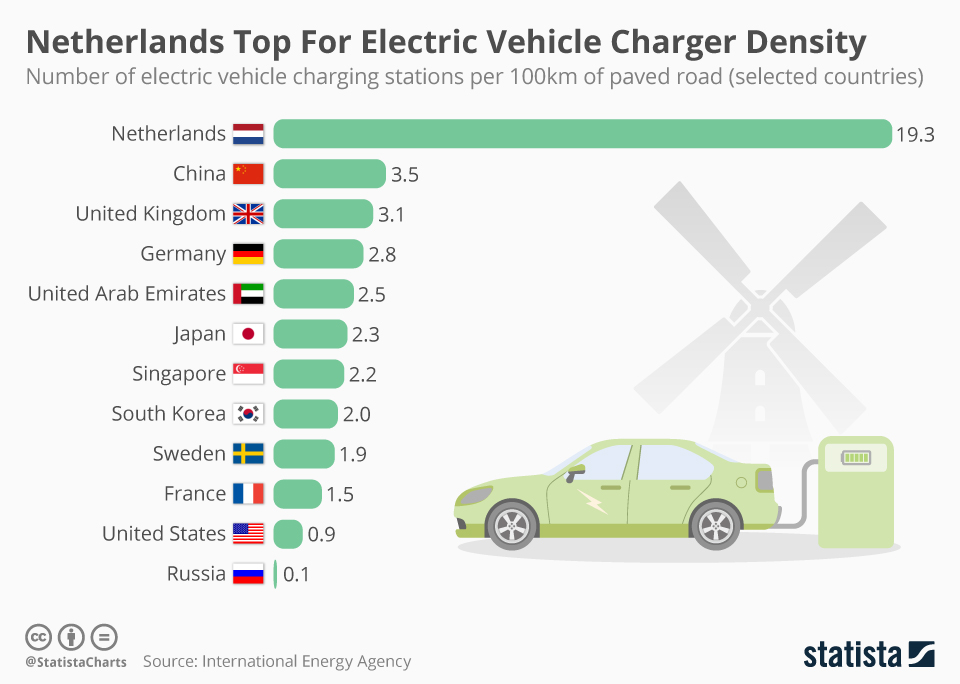 Netherlands Top For Electric Vehicle Charger Density
Number of electric vehicle charging stations per 100km of paved road (selected countries)
Netherlands 19.3
China 3.5
United Kingdom 3.1
Germany 2.8
United Arab Emirates 2.5
Japan 2.3
Singapore 2.2
South Korea 2.0
Sweden 1.9
France 1.5
United States 0.9
Russia 0.1
cc
@StatistaCharts Source: International Energy Agency
statista